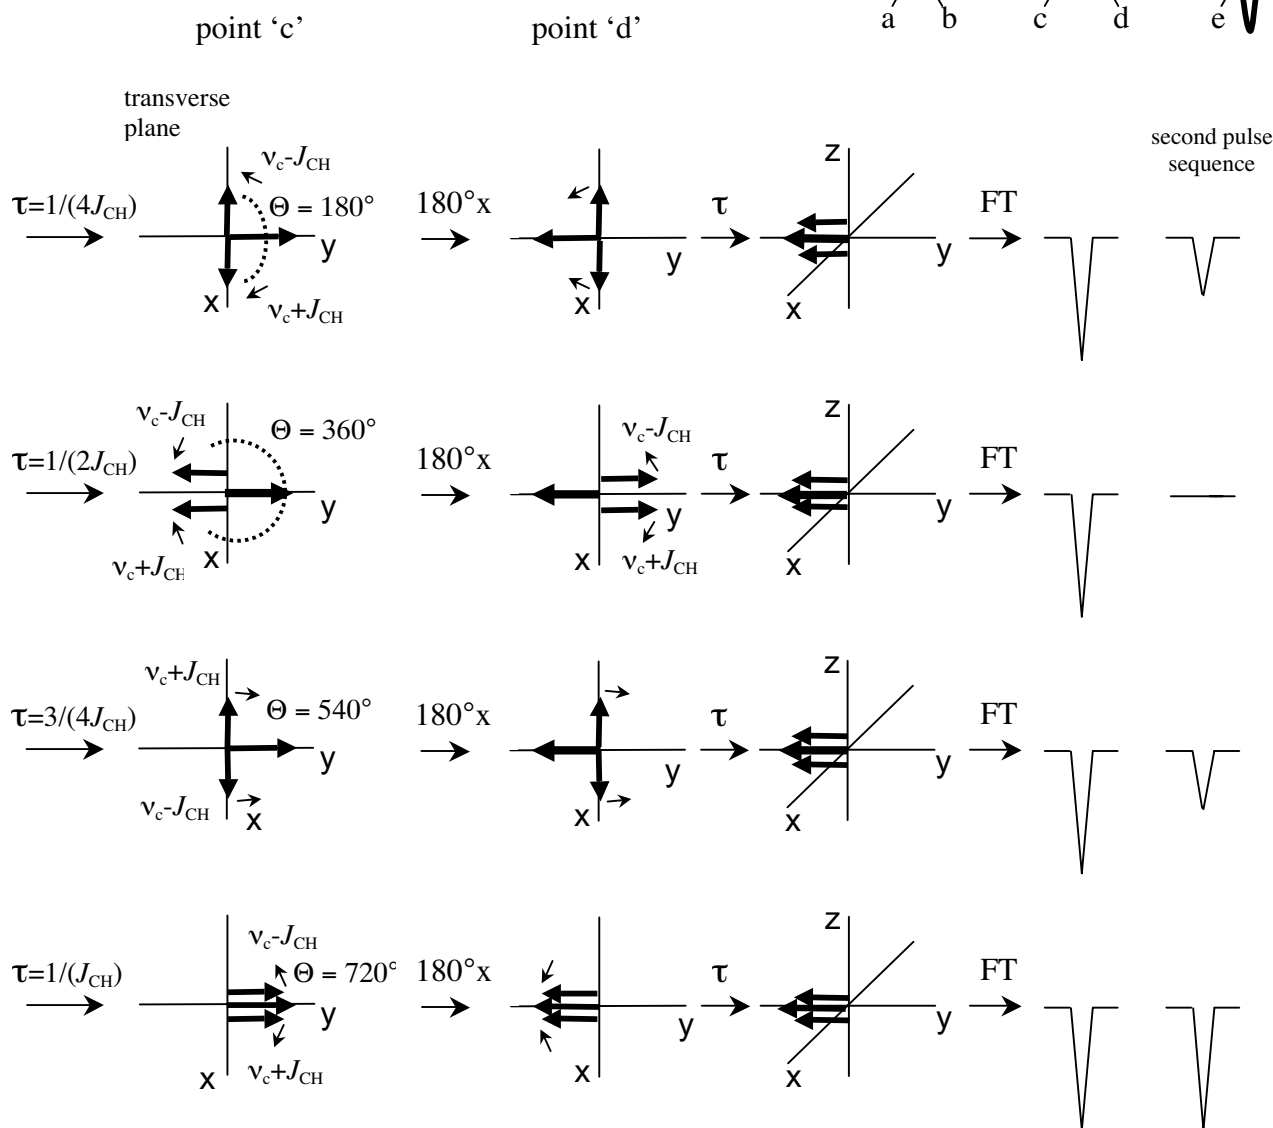 a b c d e
point ‘c’ point ‘d’
transverse
plane
second pulse
sequence
τ=1/(4J_CH) ν_c-J_CH Θ = 180° y x ν_c+J_CH 180°x y x τ z y x FT
τ=1/(2J_CH) ν_c-J_CH Θ = 360° y x ν_c+J_CH 180°x ν_c-J_CH y x ν_c+J_CH τ z y x FT
τ=3/(4J_CH) ν_c+J_CH Θ = 540° y ν_c-J_CH x 180°x y x τ z y x FT
τ=1/(J_CH) ν_c-J_CH Θ = 720° y x ν_c+J_CH 180°x y x τ z y x FT